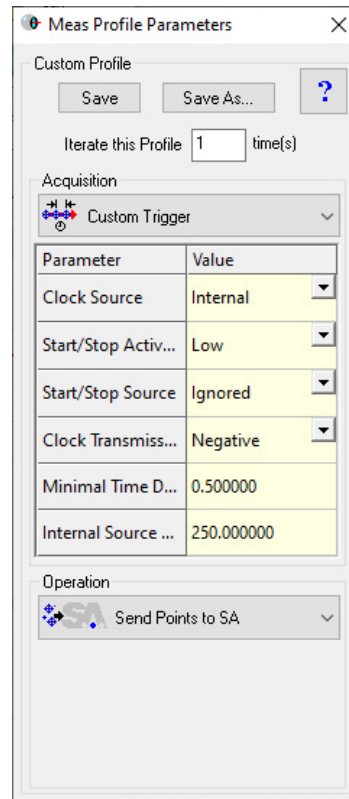 Meas Profile Parameters
Custom Profile
Save Save As... ?
Iterate this Profile 1 time(s)
Acquisition
Custom Trigger
Parameter Value
Clock Source Internal
Start/Stop Activ... Low
Start/Stop Source Ignored
Clock Transmiss... Negative
Minimal Time D... 0.500000
Internal Source ... 250.000000
Operation
SA Send Points to SA